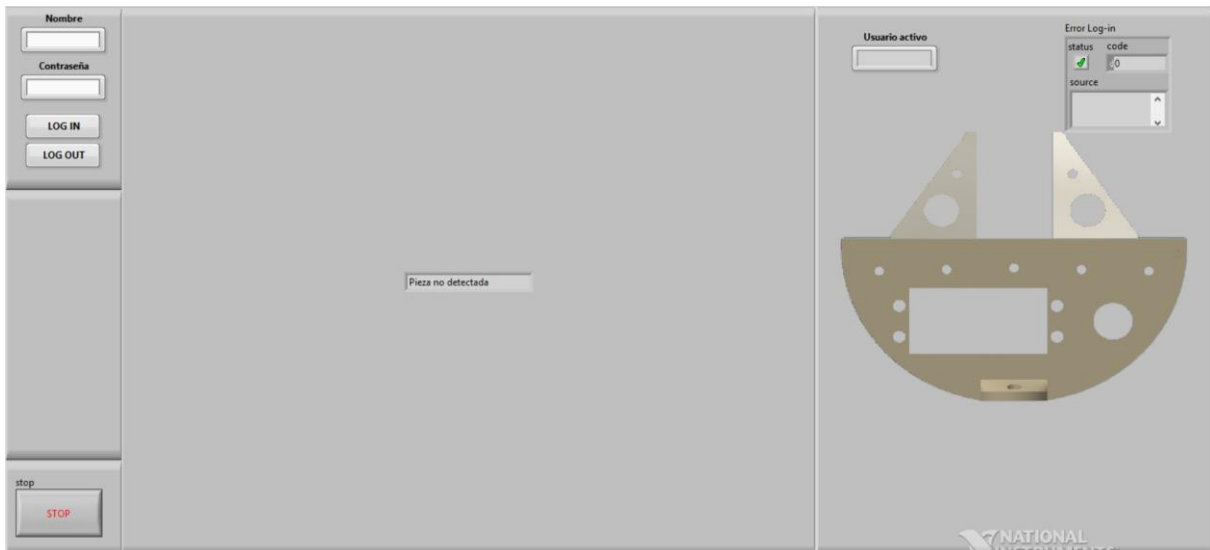 Nombre
Contraseña
LOG IN
LOG OUT
stop
STOP
Pieza no detectada
Usuario activo
Error Log-in
status code
0
source
NATIONAL
INSTRUMENTS